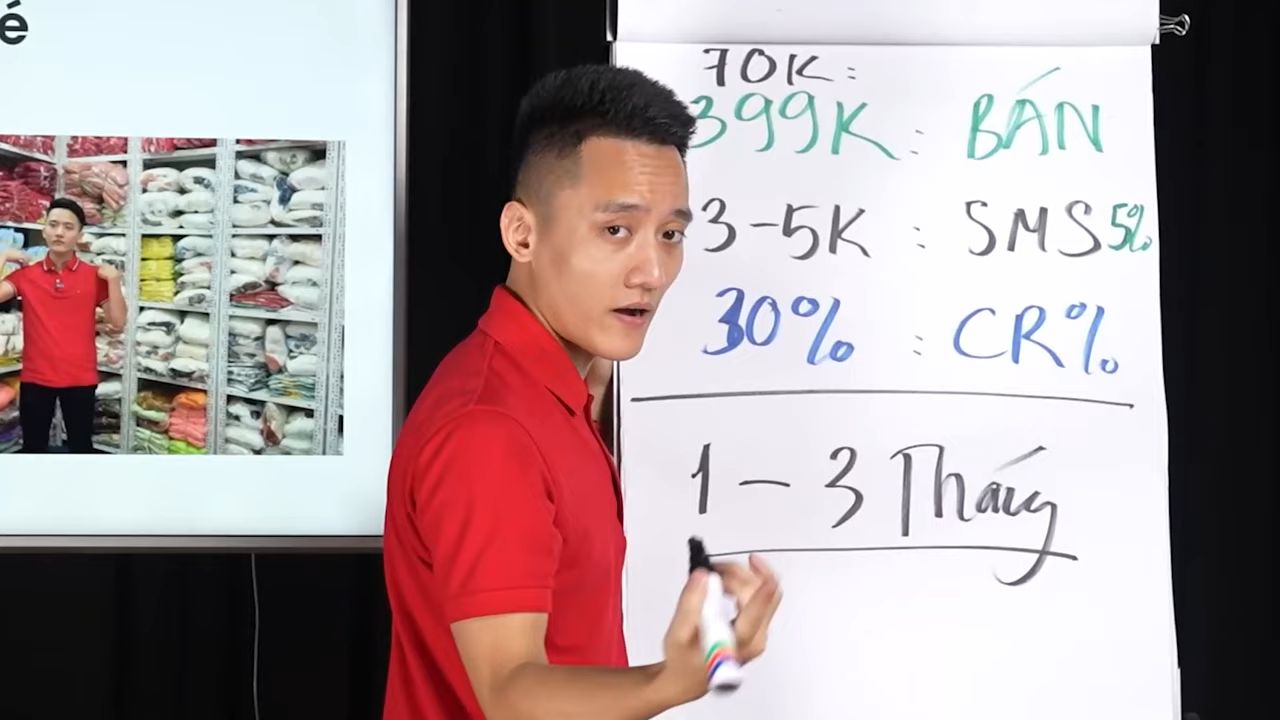 é
70K:
399K : BÁN
3-5K : SMS 5%
30% : CR%
1 - 3 Tháng